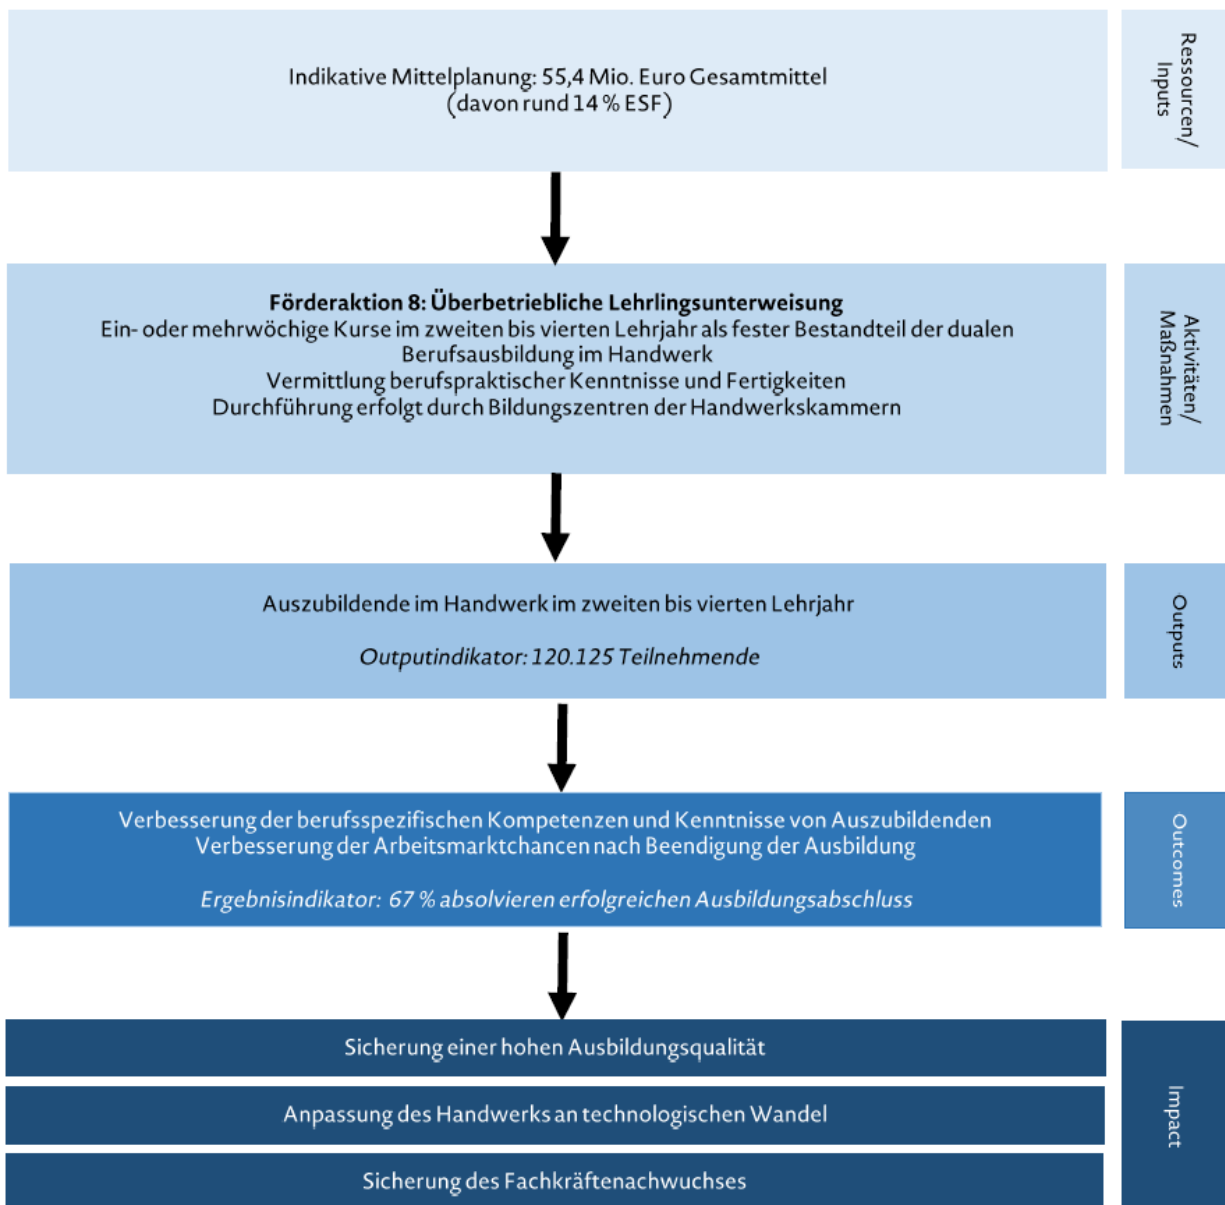 Indikative Mittelplanung: 55,4 Mio. Euro Gesamtmittel
(davon rund 14 % ESF)
Ressourcen/
Inputs
Förderaktion 8: Überbetriebliche Lehrlingsunterweisung
Ein- oder mehrwöchige Kurse im zweiten bis vierten Lehrjahr als fester Bestandteil der dualen
Berufsausbildung im Handwerk
Vermittlung berufspraktischer Kenntnisse und Fertigkeiten
Durchführung erfolgt durch Bildungszentren der Handwerkskammern
Aktivitäten/
Maßnahmen
Auszubildende im Handwerk im zweiten bis vierten Lehrjahr
Outputindikator: 120.125 Teilnehmende
Outputs
Verbesserung der berufsspezifischen Kompetenzen und Kenntnisse von Auszubildenden
Verbesserung der Arbeitsmarktchancen nach Beendigung der Ausbildung
Ergebnisindikator: 67 % absolvieren erfolgreichen Ausbildungsabschluss
Outcomes
Sicherung einer hohen Ausbildungsqualität
Anpassung des Handwerks an technologischen Wandel
Sicherung des Fachkräftenachwuchses
Impact